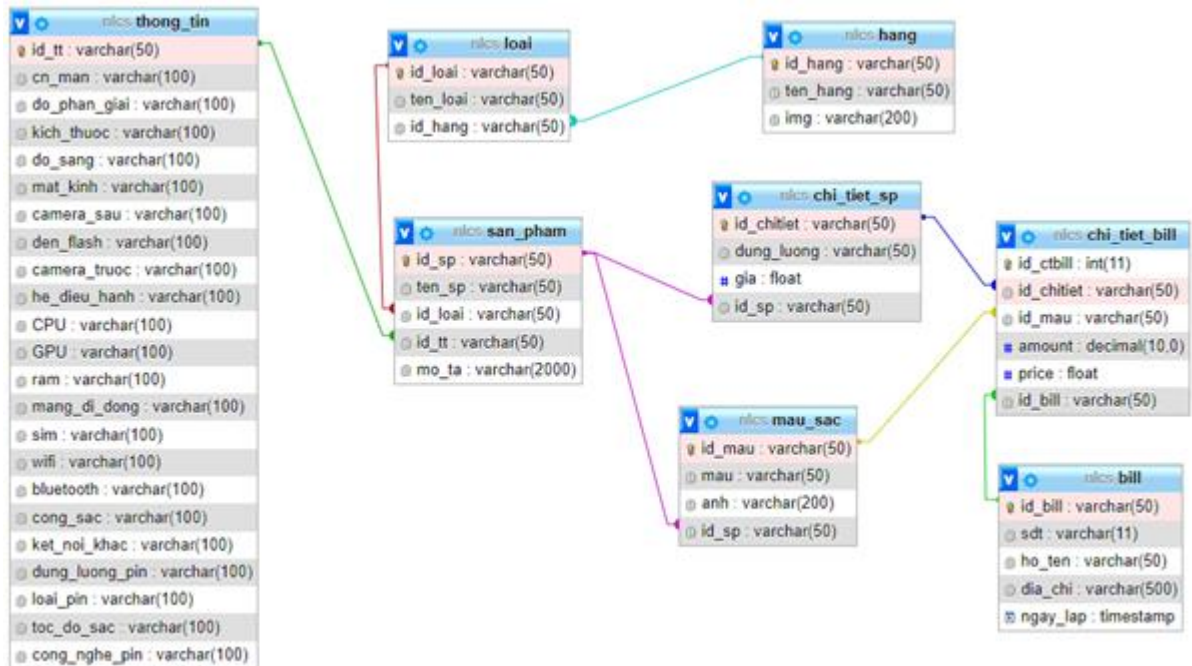 nlcs thong_tin
id_tt : varchar(50)
cn_man : varchar(100)
do_phan_giai : varchar(100)
kich_thuoc : varchar(100)
do_sang : varchar(100)
mat_kinh : varchar(100)
camera_sau : varchar(100)
den_flash : varchar(100)
camera_truoc : varchar(100)
he_dieu_hanh : varchar(100)
CPU : varchar(100)
GPU : varchar(100)
ram : varchar(100)
mang_di_dong : varchar(100)
sim : varchar(100)
wifi : varchar(100)
bluetooth : varchar(100)
cong_sac : varchar(100)
ket_noi_khac : varchar(100)
dung_luong_pin : varchar(100)
loai_pin : varchar(100)
toc_do_sac : varchar(100)
cong_nghe_pin : varchar(100)
nlcs loai
id_loai : varchar(50)
ten_loai : varchar(50)
id_hang : varchar(50)
nlcs hang
id_hang : varchar(50)
ten_hang : varchar(50)
img : varchar(200)
nlcs san_pham
id_sp : varchar(50)
ten_sp : varchar(50)
id_loai : varchar(50)
id_tt : varchar(50)
mo_ta : varchar(2000)
nlcs chi_tiet_sp
id_chitiet : varchar(50)
dung_luong : varchar(50)
# gia : float
id_sp : varchar(50)
nlcs mau_sac
id_mau : varchar(50)
mau : varchar(50)
anh : varchar(200)
id_sp : varchar(50)
nlcs chi_tiet_bill
id_ctbill : int(11)
id_chitiet : varchar(50)
id_mau : varchar(50)
# amount : decimal(10,0)
# price : float
id_bill : varchar(50)
nlcs bill
id_bill : varchar(50)
sdt : varchar(11)
ho_ten : varchar(50)
dia_chi : varchar(500)
ngay_lap : timestamp